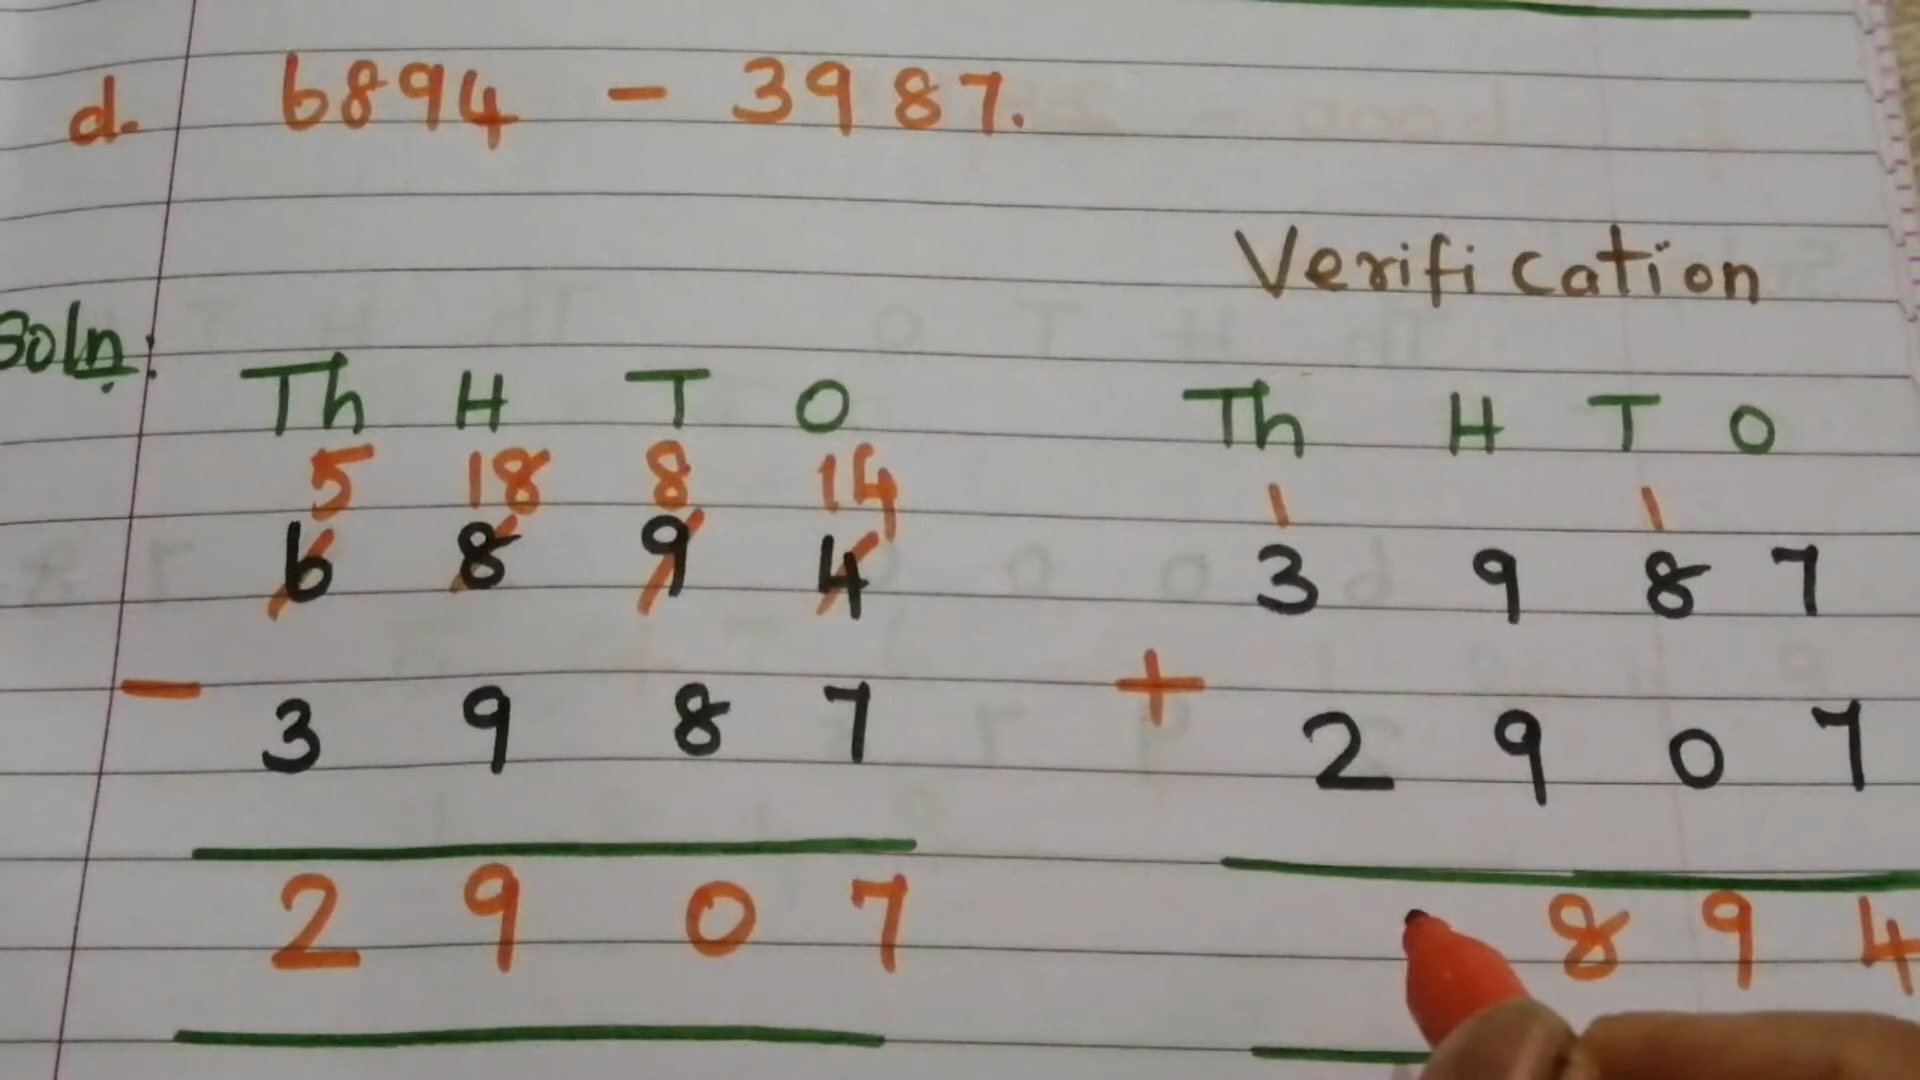 d. 6894 - 3987.
Verification
Soln:
Th H T O
5 18 8 14
6 8 9 4
- 3 9 8 7
2 9 0 7
Th H T O
1 1
3 9 8 7
+ 2 9 0 7
8 9 4